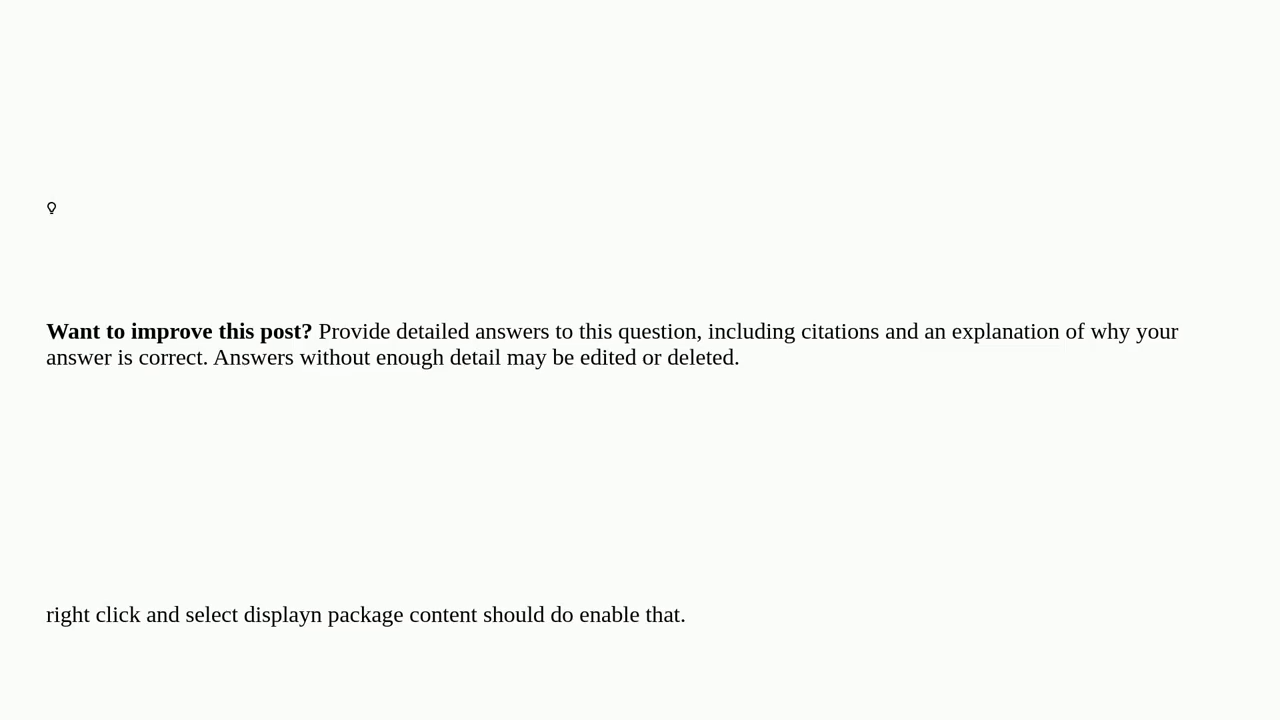 Want to improve this post? Provide detailed answers to this question, including citations and an explanation of why your
answer is correct. Answers without enough detail may be edited or deleted.
right click and select displayn package content should do enable that.